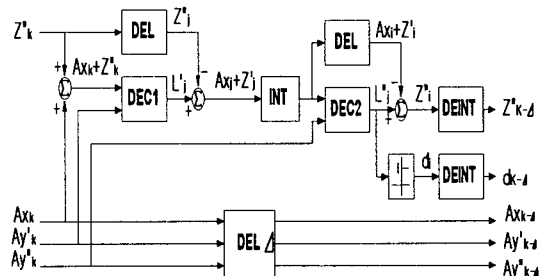 Z"k
DEL
Z"j
Axk+Z"k
+
+
DEC1
L'j
-
+
Axj+Z'j
INT
DEL
Axi+Z'i
DEC2
L"j
-
+
Z"i
DEINT
Z"k-Δ
di
DEINT
dk-Δ
Axk
Ay'k
Ay"k
DEL Δ
Axk-Δ
Ay'k-Δ
Ay"k-Δ